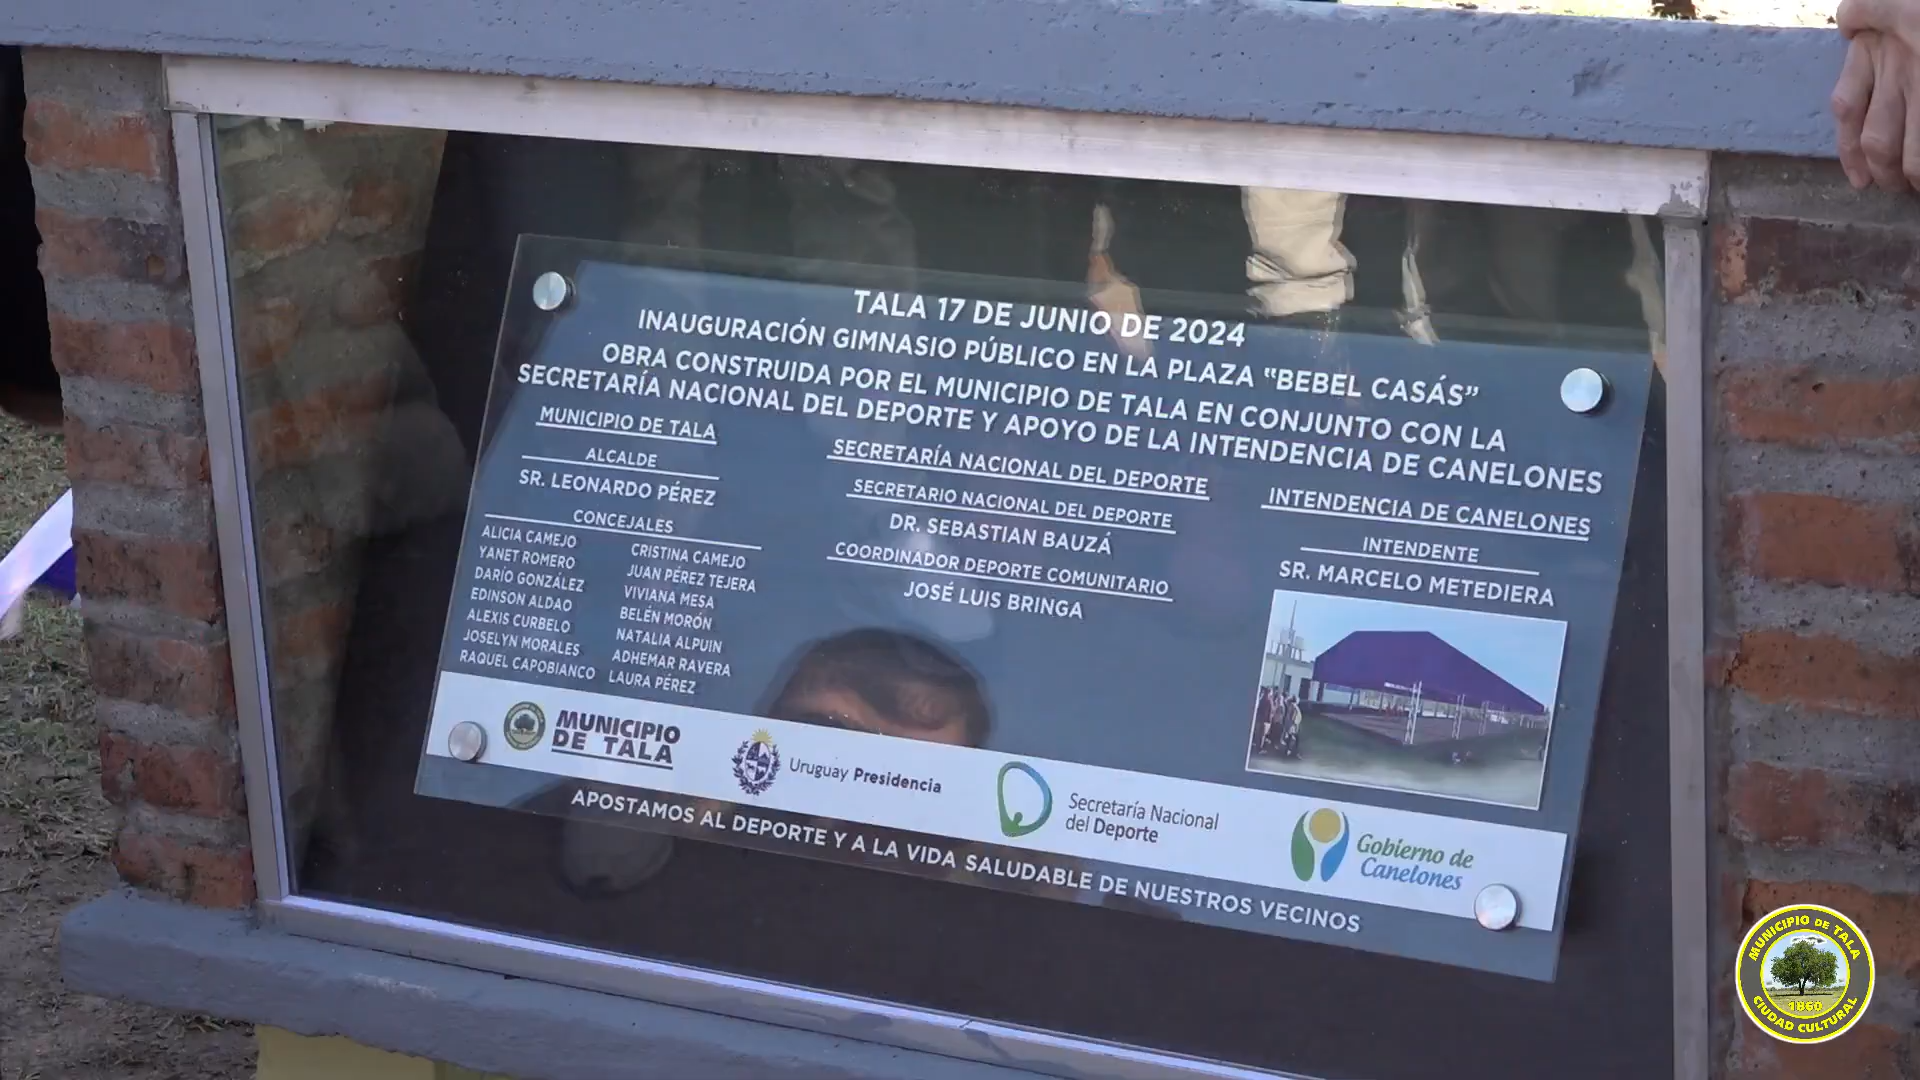 TALA 17 DE JUNIO DE 2024
INAUGURACIÓN GIMNASIO PÚBLICO EN LA PLAZA "BEBEL CASÁS"
OBRA CONSTRUIDA POR EL MUNICIPIO DE TALA EN CONJUNTO CON LA
SECRETARÍA NACIONAL DEL DEPORTE Y APOYO DE LA INTENDENCIA DE CANELONES
MUNICIPIO DE TALA
ALCALDE
SR. LEONARDO PÉREZ
CONCEJALES
ALICIA CAMEJO
YANET ROMERO
DARÍO GONZÁLEZ
EDINSON ALDAO
ALEXIS CURBELO
JOSELYN MORALES
RAQUEL CAPOBIANCO
CRISTINA CAMEJO
JUAN PÉREZ TEJERA
VIVIANA MESA
BELÉN MORÓN
NATALIA ALPUIN
ADHEMAR RAVERA
LAURA PÉREZ
SECRETARÍA NACIONAL DEL DEPORTE
SECRETARIO NACIONAL DEL DEPORTE
DR. SEBASTIAN BAUZÁ
COORDINADOR DEPORTE COMUNITARIO
JOSÉ LUIS BRINGA
INTENDENCIA DE CANELONES
INTENDENTE
SR. MARCELO METEDIERA
MUNICIPIO
DE TALA
Uruguay Presidencia
Secretaría Nacional
del Deporte
Gobierno de
Canelones
APOSTAMOS AL DEPORTE Y A LA VIDA SALUDABLE DE NUESTROS VECINOS
MUNICIPIO DE TALA
1860
CIUDAD CULTURAL